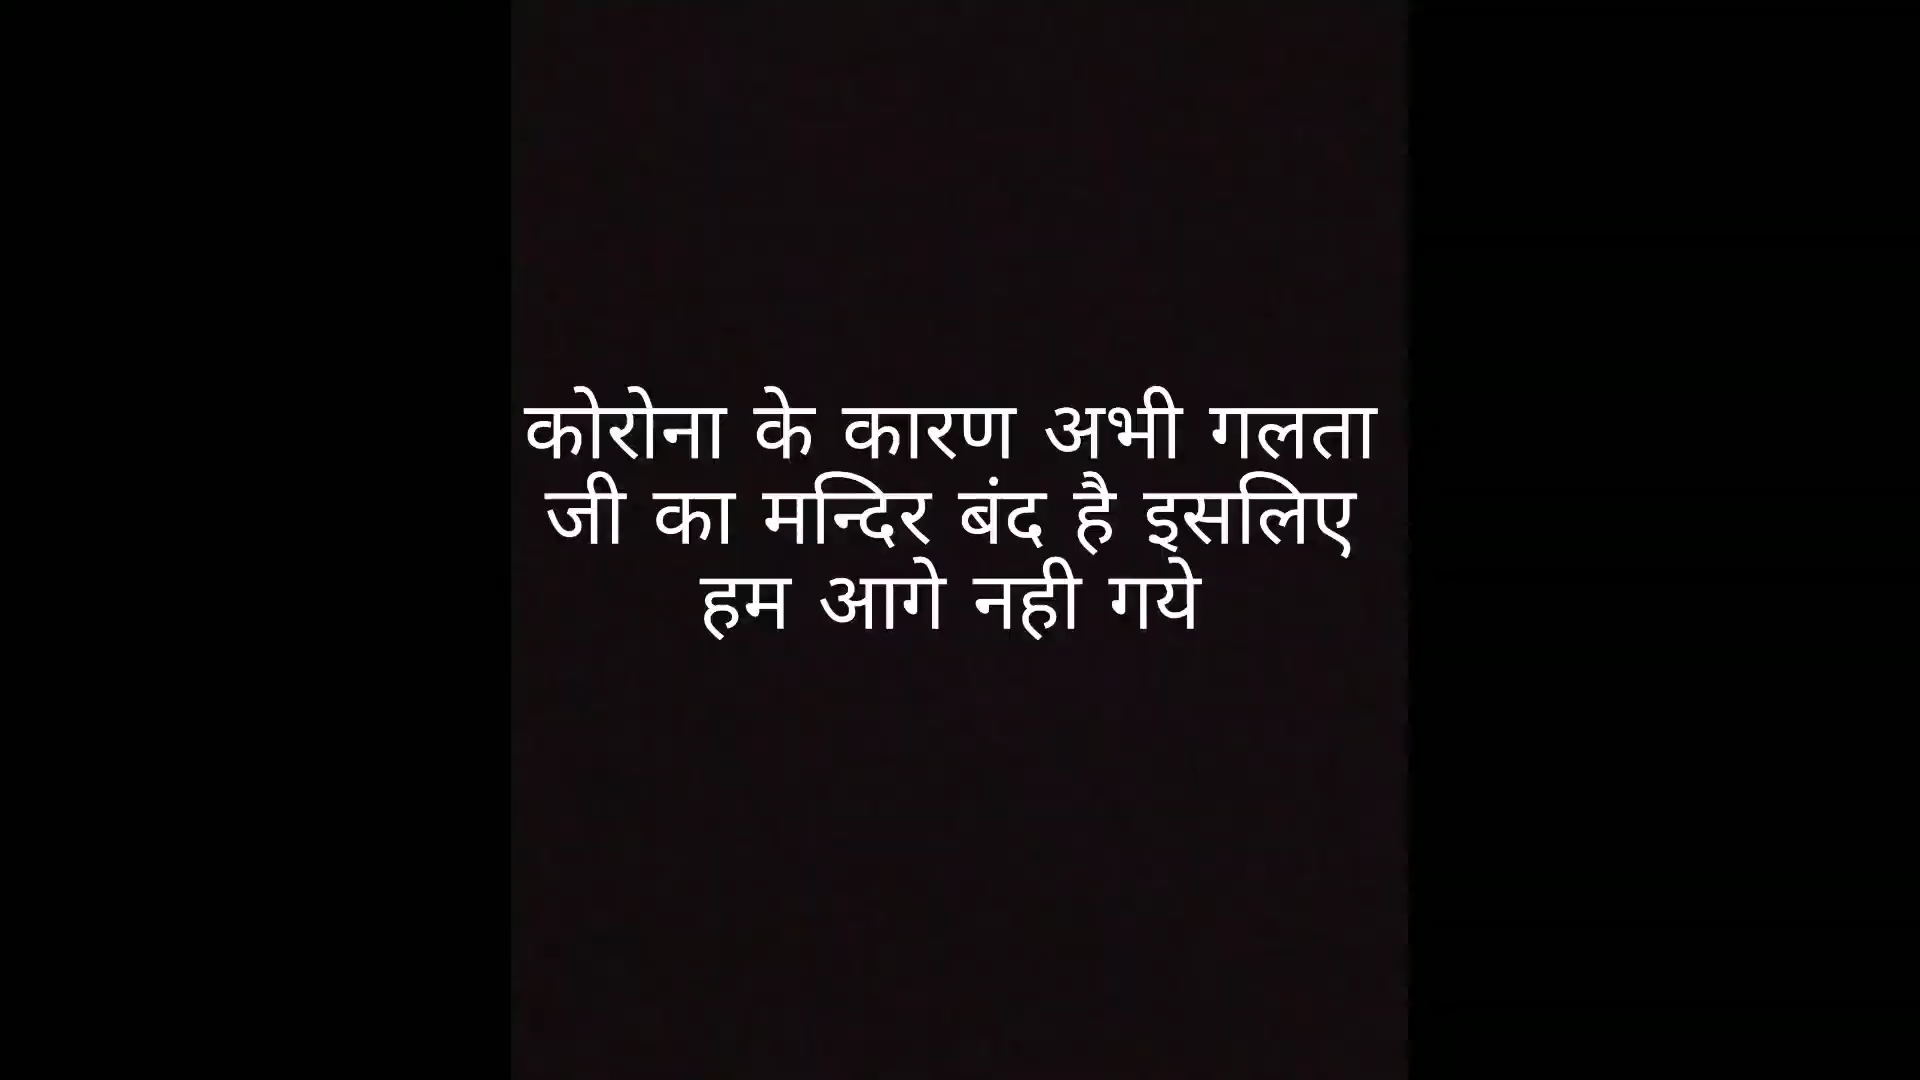 कोरोना के कारण अभी गलता
जी का मन्दिर बंद है इसलिए
हम आगे नही गये